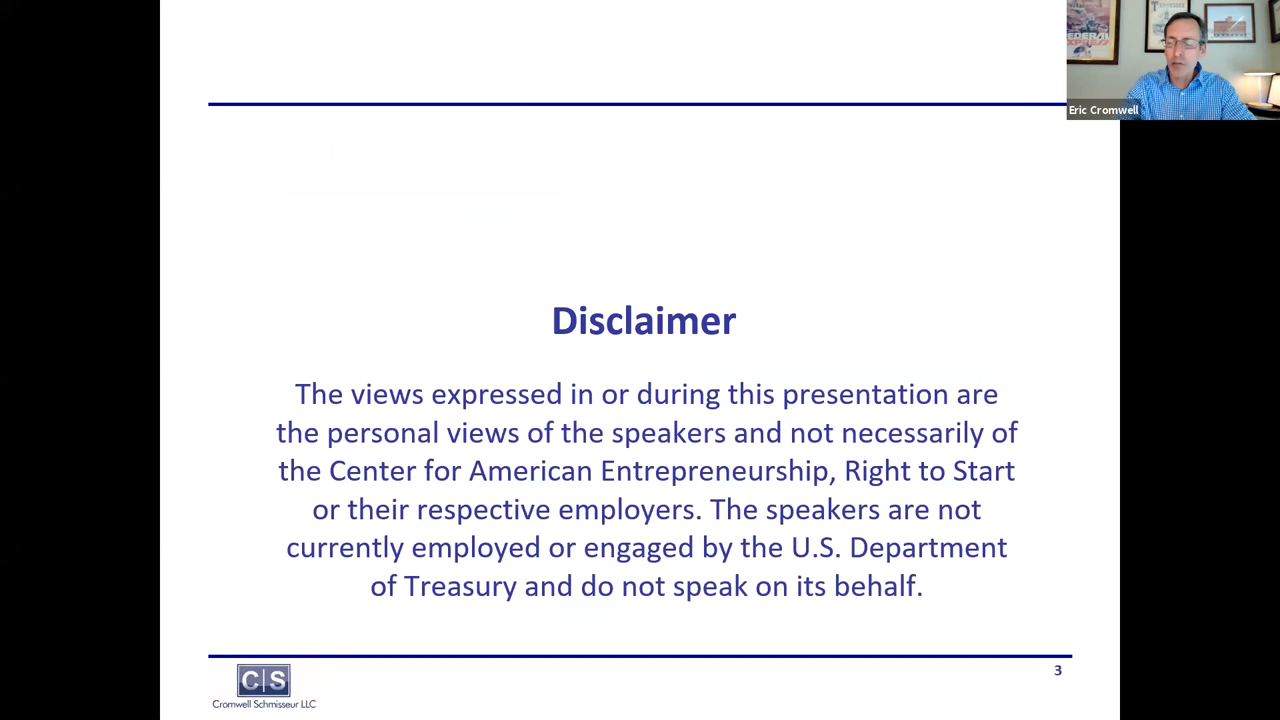 FEDERAL
EXPRESS
TENNESSEE
Eric Cromwell
Disclaimer
The views expressed in or during this presentation are
the personal views of the speakers and not necessarily of
the Center for American Entrepreneurship, Right to Start
or their respective employers. The speakers are not
currently employed or engaged by the U.S. Department
of Treasury and do not speak on its behalf.
C|S
Cromwell Schmisseur LLC
3